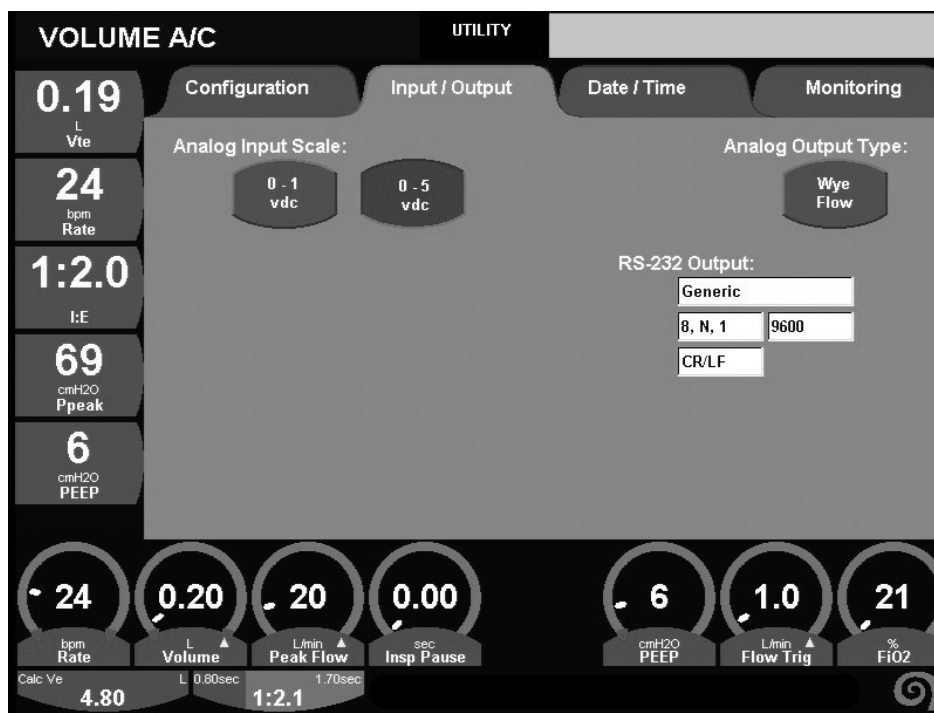 VOLUME A/C
UTILITY
Configuration
Input / Output
Date / Time
Monitoring
0.19
L
Vte
24
bpm
Rate
1:2.0
I:E
69
cmH2O
Ppeak
6
cmH2O
PEEP
Analog Input Scale:
0 - 1
vdc
0 - 5
vdc
Analog Output Type:
Wye
Flow
RS-232 Output:
Generic
8, N, 1
9600
CR/LF
24
bpm
Rate
0.20
L
Volume
20
L/min
Peak Flow
0.00
sec
Insp Pause
6
cmH2O
PEEP
1.0
L/min
Flow Trig
21
%
FiO2
Calc Ve
L
4.80
0.80sec
1.70sec
1:2.1